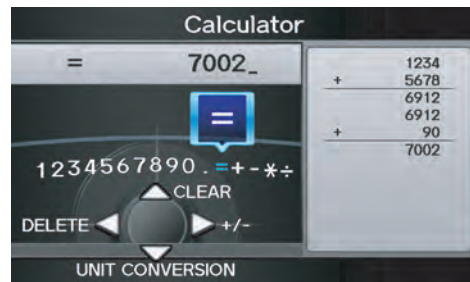 Calculator
= 7002_
=
1234567890.=+-*÷
CLEAR
DELETE +/-
UNIT CONVERSION
1234
+ 5678
6912
6912
+ 90
7002